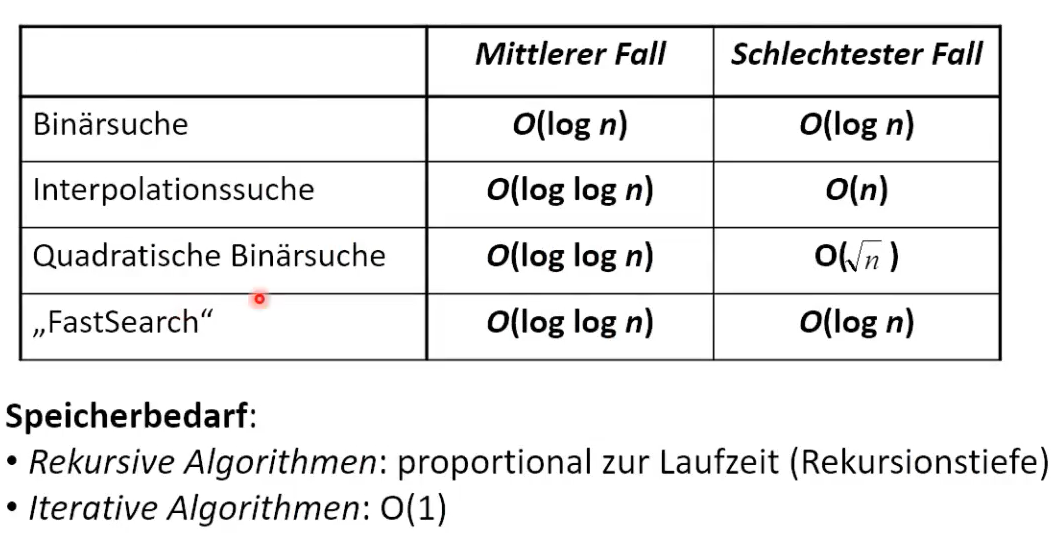 Mittlerer Fall Schlechtester Fall
Binärsuche O(log n) O(log n)
Interpolationssuche O(log log n) O(n)
Quadratische Binärsuche O(log log n) O(√n )
„FastSearch“ O(log log n) O(log n)
Speicherbedarf:
• Rekursive Algorithmen: proportional zur Laufzeit (Rekursionstiefe)
• Iterative Algorithmen: O(1)